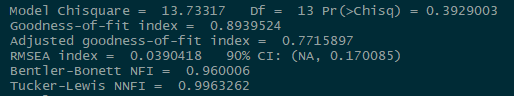 Model Chisquare =  13.73317   Df =  13 Pr(>Chisq) = 0.3929003
Goodness-of-fit index =  0.8939524
Adjusted goodness-of-fit index =  0.7715897
RMSEA index =  0.0390418   90% CI: (NA, 0.170085)
Bentler-Bonett NFI =  0.960006
Tucker-Lewis NNFI =  0.9963262